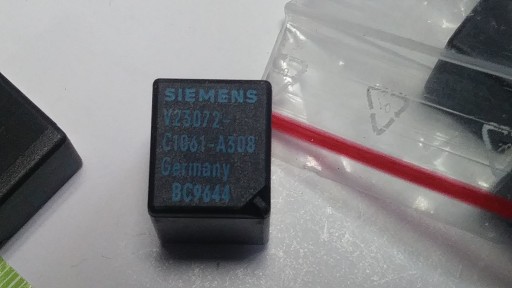 SIEMENS
V23072-
C1061-A308
Germany
BC9644